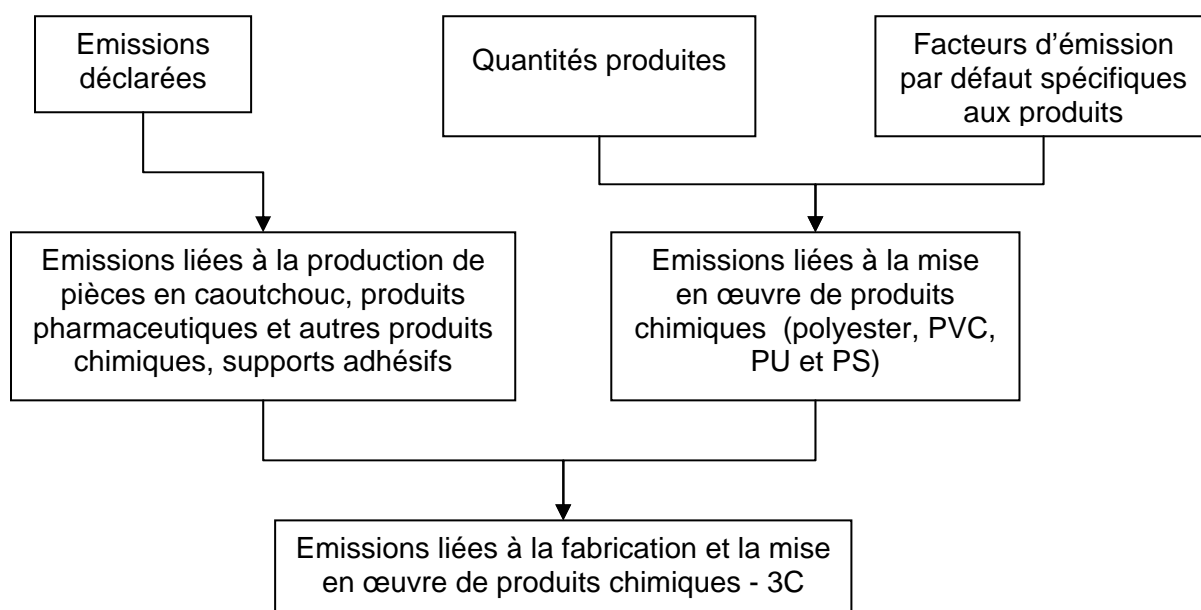 Emissions
déclarées
Quantités produites
Facteurs d’émission
par défaut spécifiques
aux produits
Emissions liées à la production de
pièces en caoutchouc, produits
pharmaceutiques et autres produits
chimiques, supports adhésifs
Emissions liées à la mise
en œuvre de produits
chimiques (polyester, PVC,
PU et PS)
Emissions liées à la fabrication et la mise
en œuvre de produits chimiques - 3C